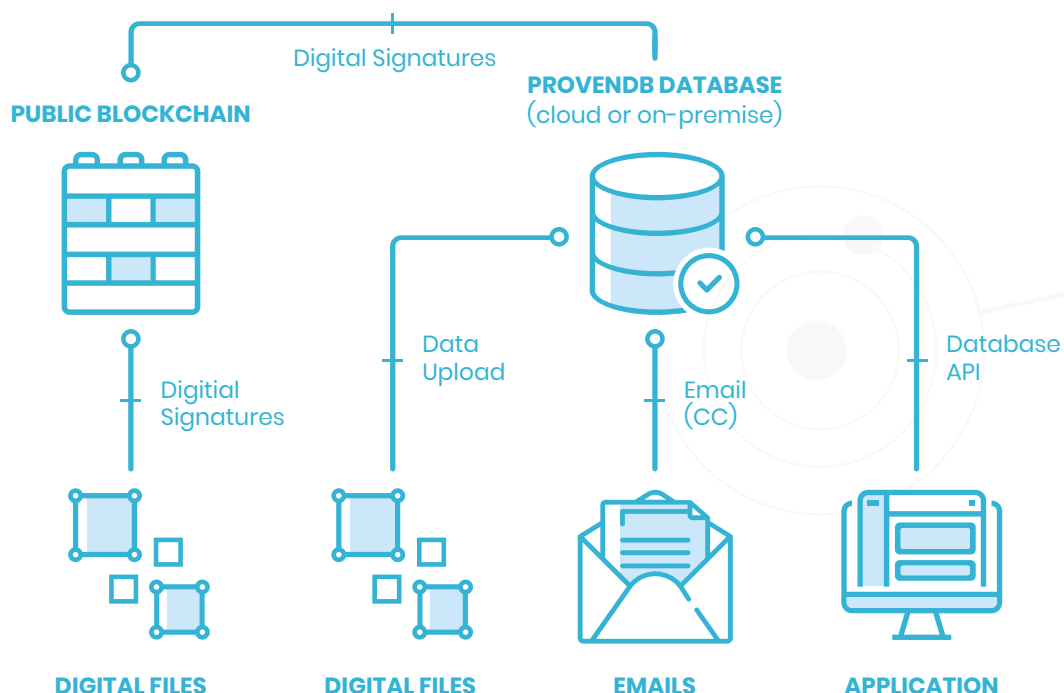 Digital Signatures
PROVENDB DATABASE
(cloud or on-premise)
PUBLIC BLOCKCHAIN
Data
Upload
Database
API
Digitial
Signatures
Email
(CC)
DIGITAL FILES
DIGITAL FILES
EMAILS
APPLICATION